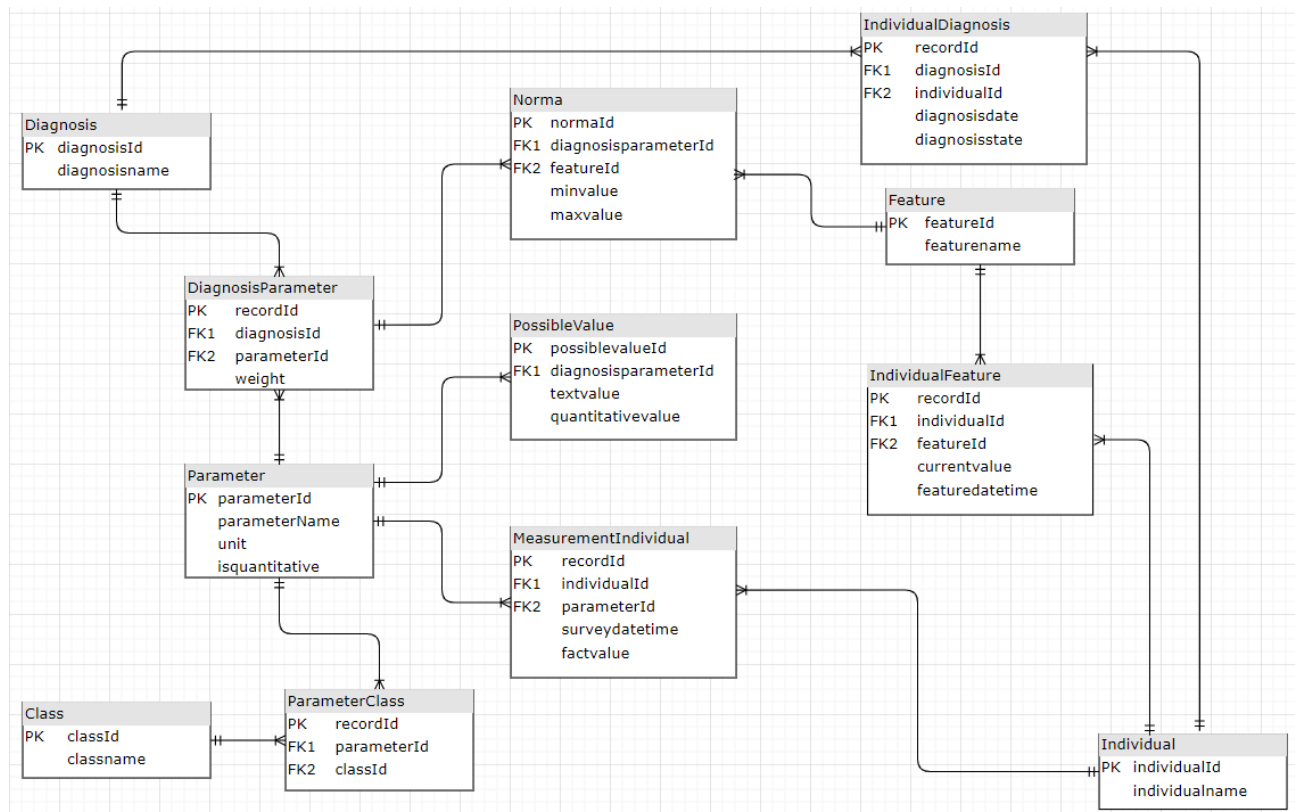 IndividualDiagnosis
PK recordId
FK1 diagnosisId
FK2 individualId
diagnosisdate
diagnosisstate
Norma
PK normaId
FK1 diagnosisparameterId
FK2 featureId
minvalue
maxvalue
Diagnosis
PK diagnosisId
diagnosisname
Feature
PK featureId
featurename
DiagnosisParameter
PK recordId
FK1 diagnosisId
FK2 parameterId
weight
PossibleValue
PK possiblevalueId
FK1 diagnosisparameterId
textvalue
quantitativevalue
IndividualFeature
PK recordId
FK1 individualId
FK2 featureId
currentvalue
featuredatetime
Parameter
PK parameterId
parameterName
unit
isquantitative
MeasurementIndividual
PK recordId
FK1 individualId
FK2 parameterId
surveydatetime
factvalue
ParameterClass
PK recordId
FK1 parameterId
FK2 classId
Class
PK classId
classname
Individual
PK individualId
individualname